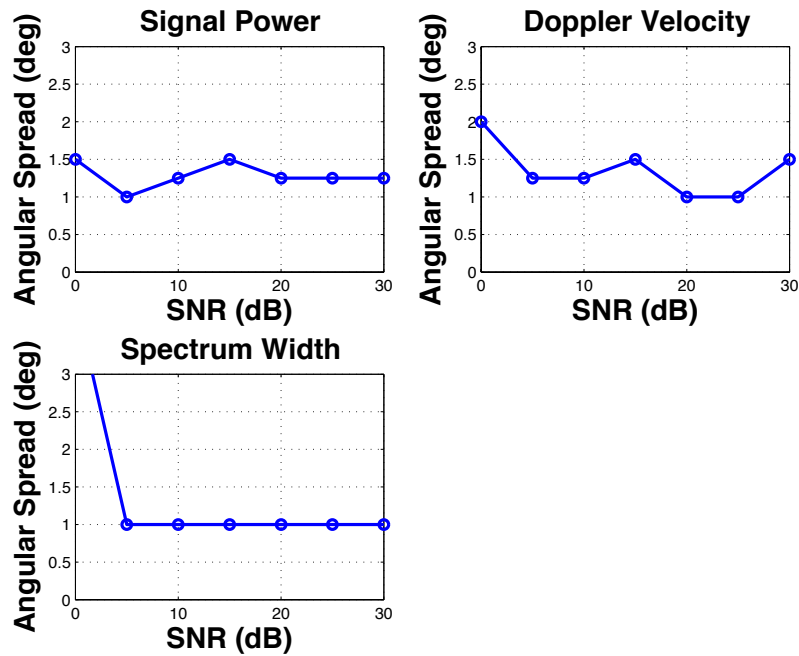 Signal Power
Angular Spread (deg)
3
2.5
2
1.5
1
0.5
0
0 10 20 30
SNR (dB)
Doppler Velocity
Angular Spread (deg)
3
2.5
2
1.5
1
0.5
0
0 10 20 30
SNR (dB)
Spectrum Width
Angular Spread (deg)
3
2.5
2
1.5
1
0.5
0
0 10 20 30
SNR (dB)